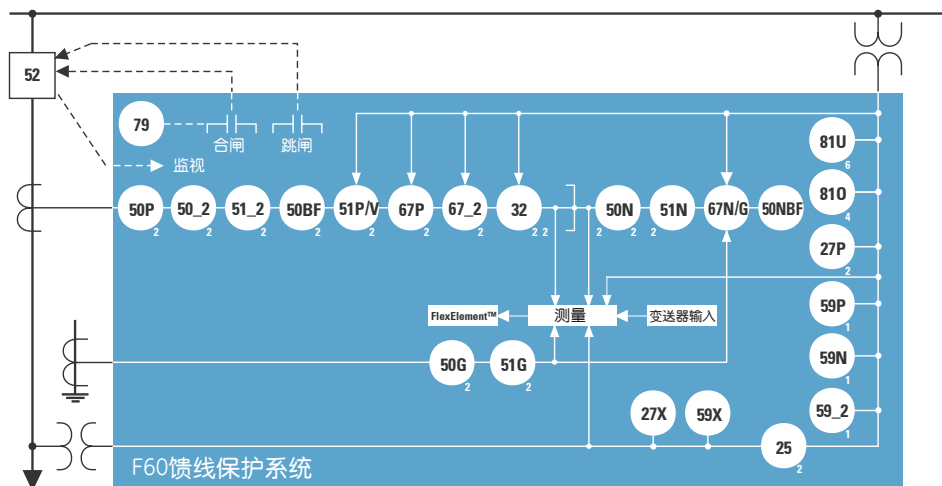 52
79
合闸
跳闸
监视
81U
6
81O
4
50P
2
50_2
2
51_2
2
50BF
2
51P/V
2
67P
2
67_2
2
32
2 2
50N
2
2
51N
2
67N/G
50NBF
27P
2
59P
1
FlexElement™
测量
变送器输入
59N
1
50G
2
51G
2
27X
59X
59_2
1
25
2
F60馈线保护系统